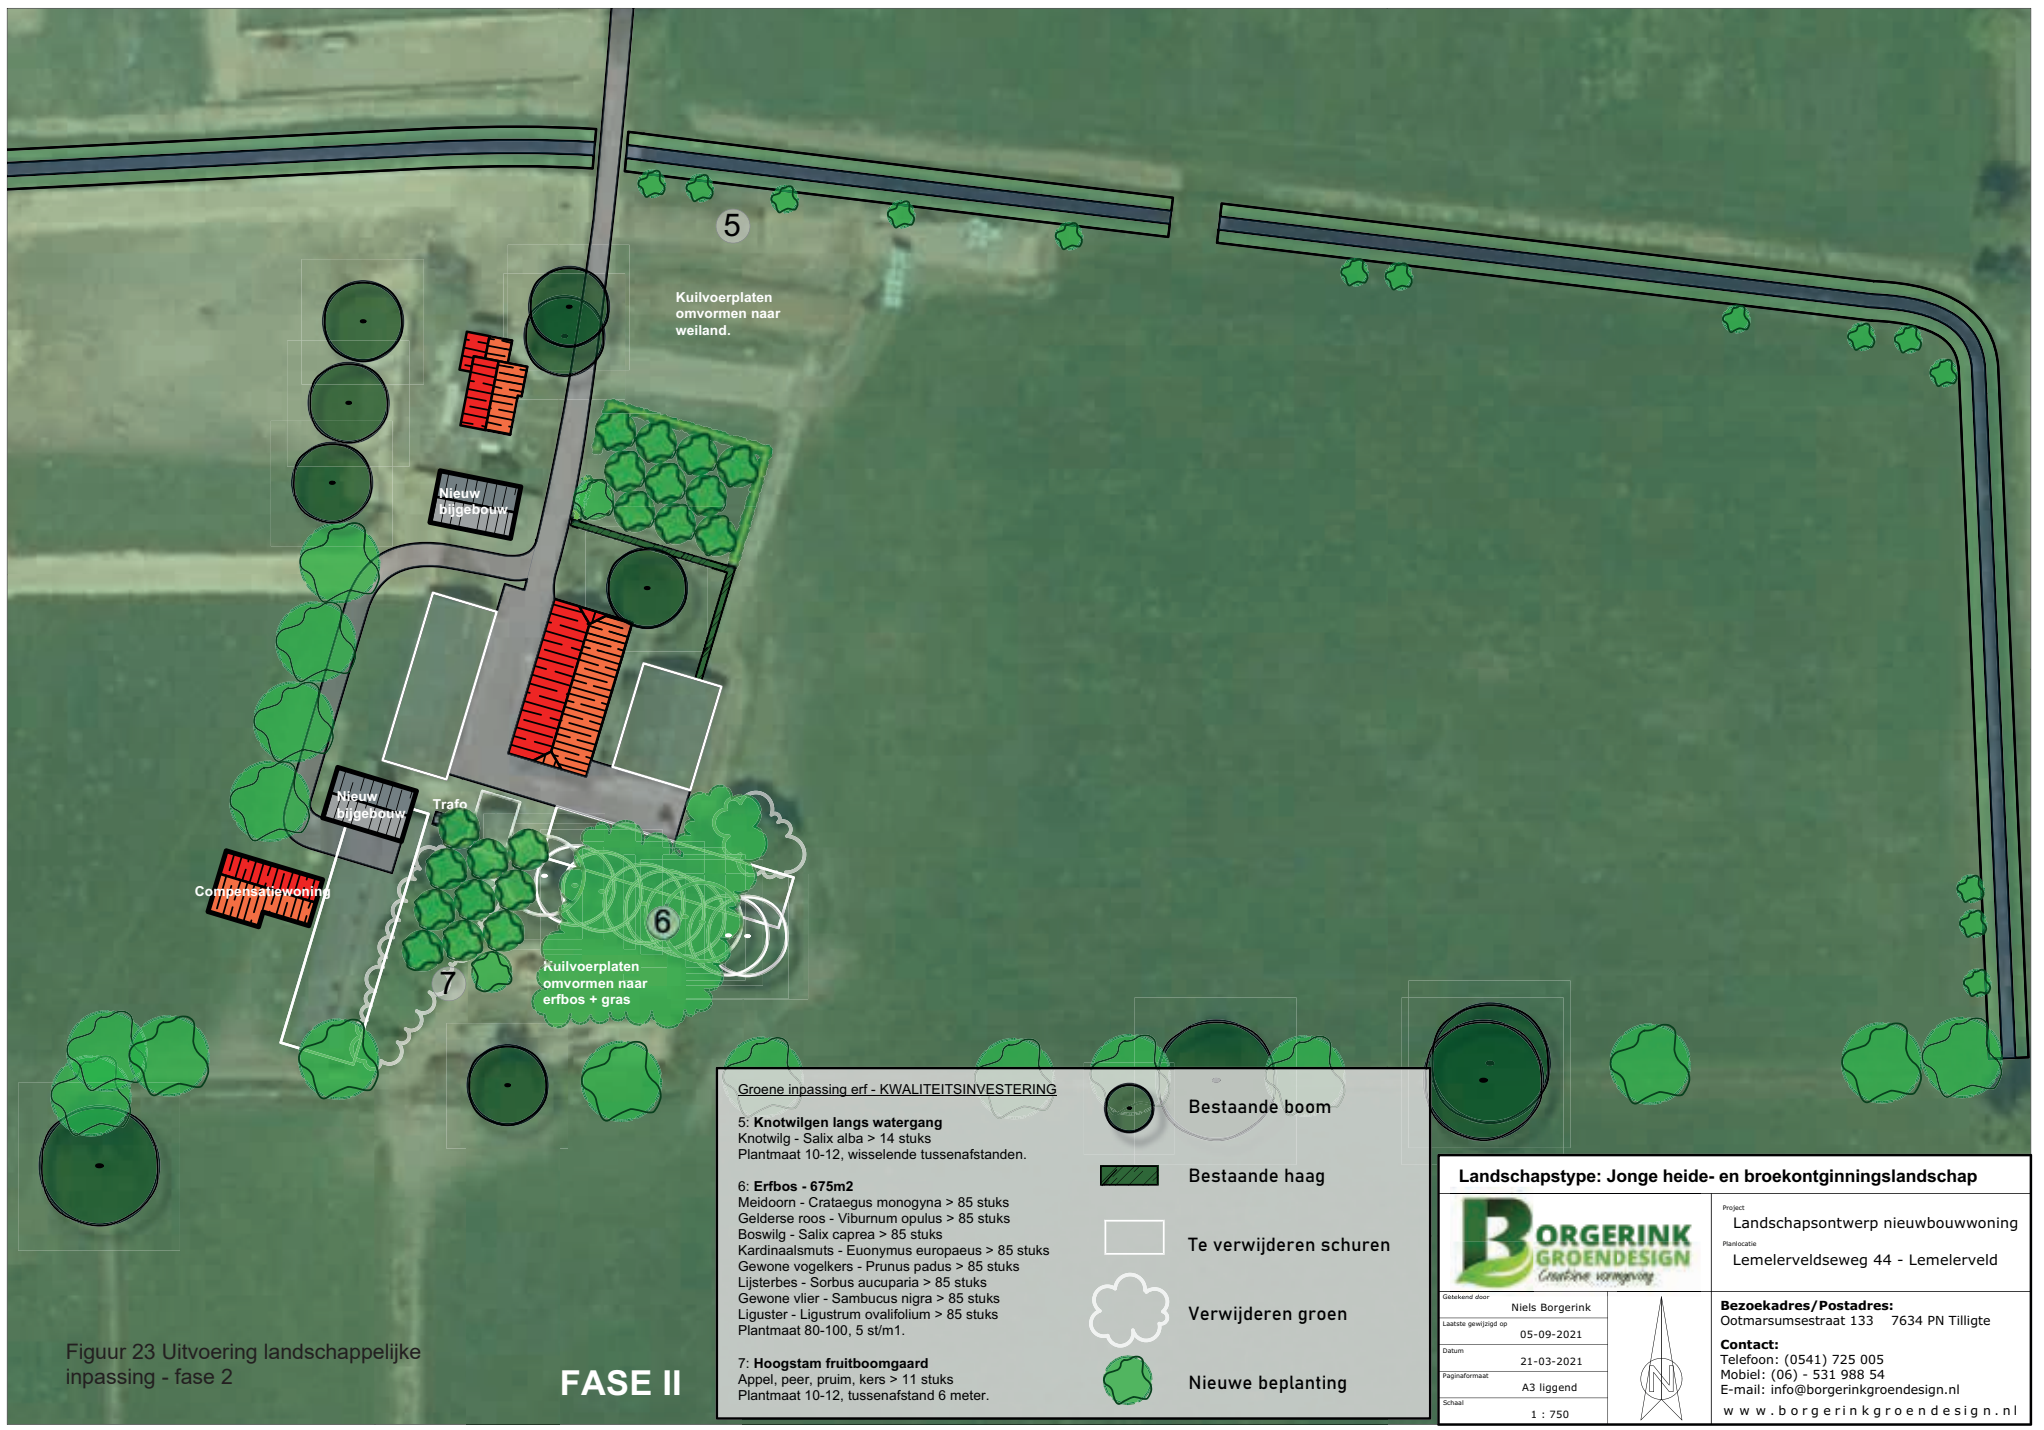 5
Kuilvoerplaten
omvormen naar
weiland.
Nieuw
bijgebouw
Nieuw
bijgebouw
Trafo
Compensatiewoning
6
7
Kuilvoerplaten
omvormen naar
erfbos + gras
Figuur 23 Uitvoering landschappelijke
inpassing - fase 2
FASE II
Groene inpassing erf - KWALITEITSINVESTERING
5: Knotwilgen langs watergang
Knotwilg - Salix alba > 14 stuks
Plantmaat 10-12, wisselende tussenafstanden.
6: Erfbos - 675m2
Meidoorn - Crataegus monogyna > 85 stuks
Gelderse roos - Viburnum opulus > 85 stuks
Boswilg - Salix caprea > 85 stuks
Kardinaalsmuts - Euonymus europaeus > 85 stuks
Gewone vogelkers - Prunus padus > 85 stuks
Lijsterbes - Sorbus aucuparia > 85 stuks
Gewone vlier - Sambucus nigra > 85 stuks
Liguster - Ligustrum ovalifolium > 85 stuks
Plantmaat 80-100, 5 st/m1.
7: Hoogstam fruitboomgaard
Appel, peer, pruim, kers > 11 stuks
Plantmaat 10-12, tussenafstand 6 meter.
Bestaande boom
Bestaande haag
Te verwijderen schuren
Verwijderen groen
Nieuwe beplanting
Landschapstype: Jonge heide- en broekontginningslandschap
BORGERINK
GROENDESIGN
Creatieve vormgeving
Project
Landschapsontwerp nieuwbouwwoning
Planlocatie
Lemelerveldseweg 44 - Lemelerveld
Getekend door
Niels Borgerink
Laatste gewijzigd op
05-09-2021
Datum
21-03-2021
Paginaformaat
A3 liggend
Schaal
1 : 750
N
Bezoekadres/Postadres:
Ootmarsumsestraat 133 7634 PN Tilligte
Contact:
Telefoon: (0541) 725 005
Mobiel: (06) - 531 988 54
E-mail: info@borgerinkgroendesign.nl
www.borgerinkgroendesign.nl